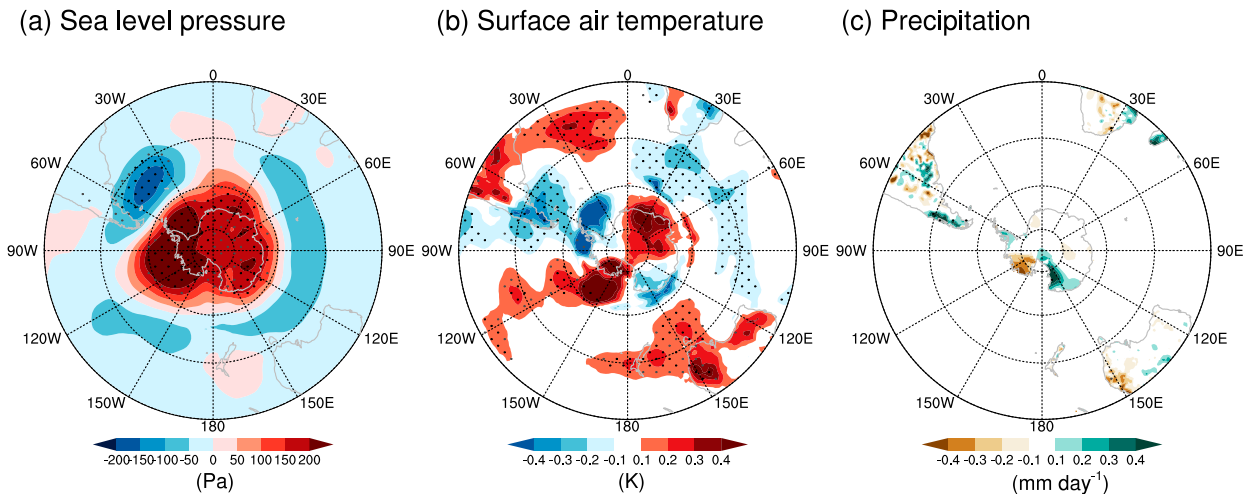 (a) Sea level pressure
(b) Surface air temperature
(c) Precipitation
0
30W
30E
60W
60E
90W
90E
120W
120E
150W
150E
180
-200
-150
-100
-50
0
50
100
150
200
(Pa)
0
30W
30E
60W
60E
90W
90E
120W
120E
150W
150E
180
-0.4
-0.3
-0.2
-0.1
0.1
0.2
0.3
0.4
(K)
0
30W
30E
60W
60E
90W
90E
120W
120E
150W
150E
180
-0.4
-0.3
-0.2
-0.1
0.1
0.2
0.3
0.4
(mm day⁻¹)